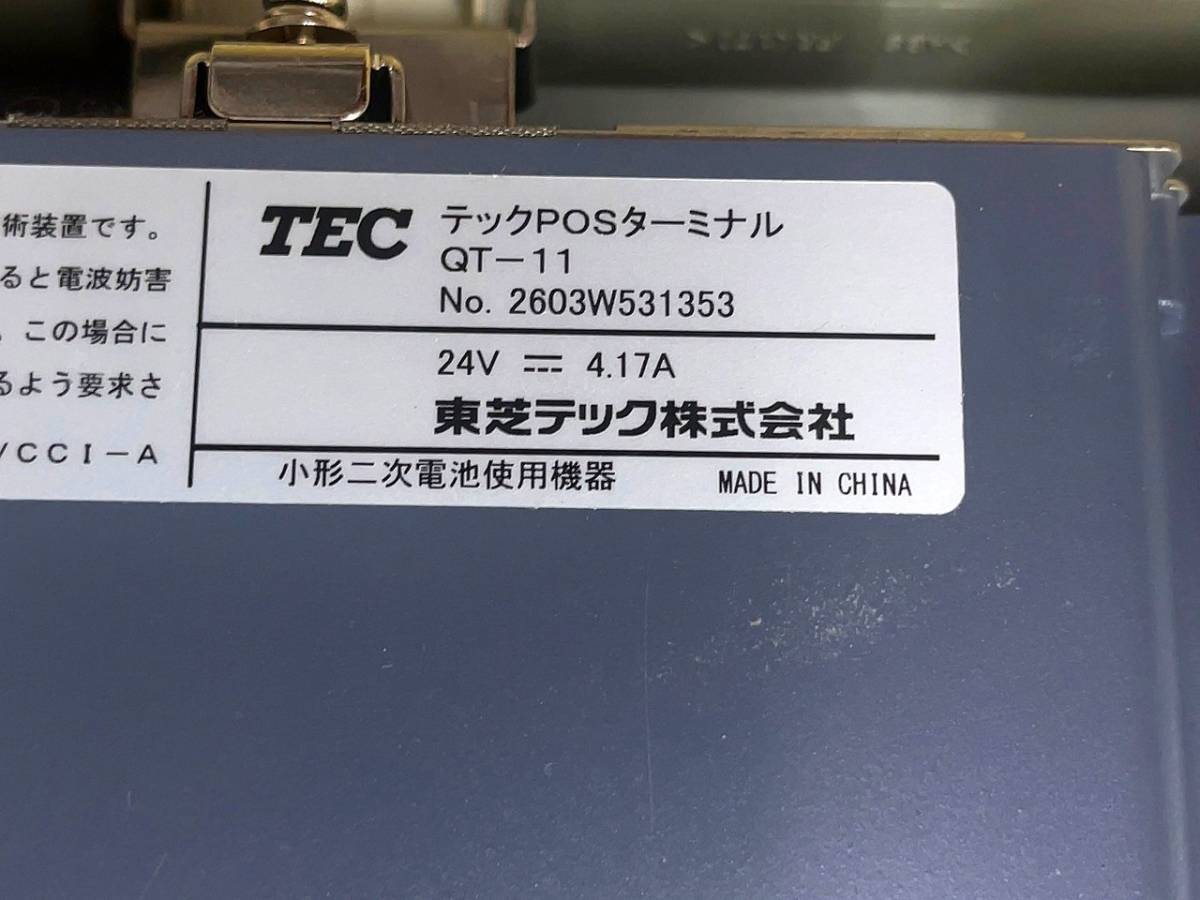 術装置です。
ると電波妨害
。この場合に
るよう要求さ
/CCI-A
TEC
テックPOSターミナル
QT-11
No. 2603W531353
24V ⎓ 4.17A
東芝テック株式会社
小形二次電池使用機器
MADE IN CHINA